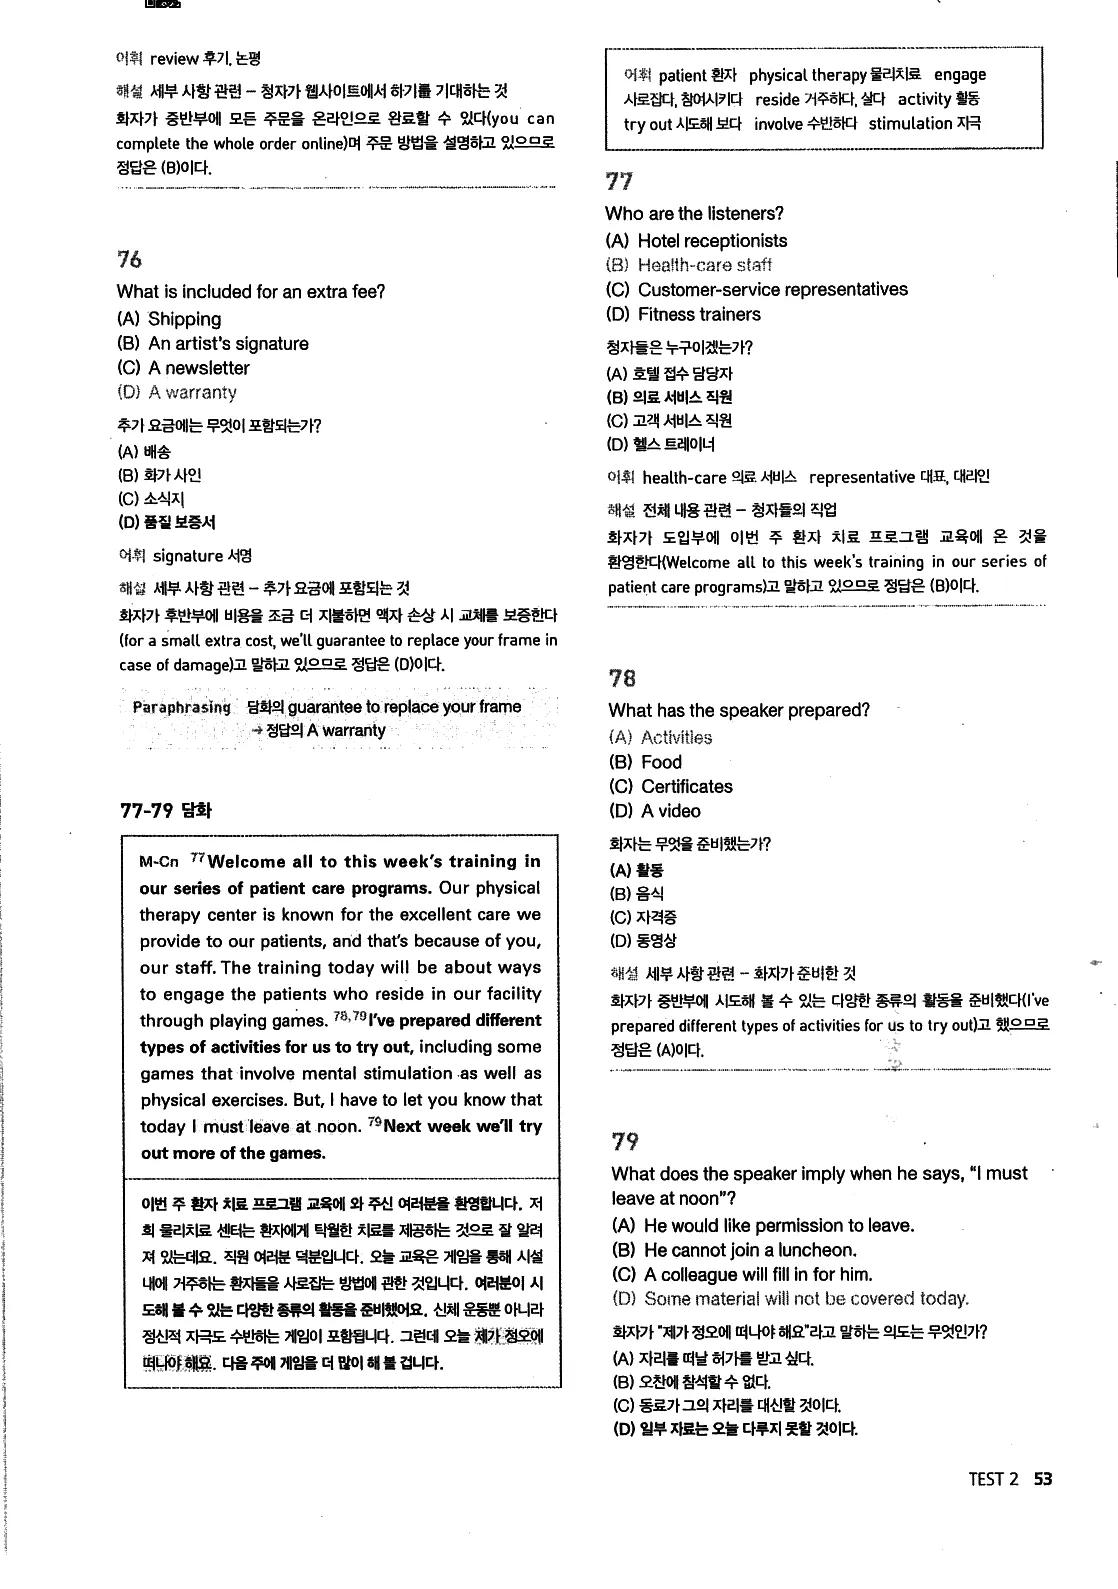 어휘 review 후기, 논평
해설 세부 사항 관련 – 청자가 웹사이트에서 하기를 기대하는 것
화자가 중반부에 모든 주문을 온라인으로 완료할 수 있다(you can
complete the whole order online)며 주문 방법을 설명하고 있으므로
정답은 (B)이다.
76
What is included for an extra fee?
(A) Shipping
(B) An artist's signature
(C) A newsletter
(D) A warranty
추가 요금에는 무엇이 포함되는가?
(A) 배송
(B) 화가 사인
(C) 소식지
(D) 품질 보증서
어휘 signature 서명
해설 세부 사항 관련 – 추가 요금에 포함되는 것
화자가 후반부에 비용을 조금 더 지불하면 액자 손상 시 교체를 보증한다
(for a small extra cost, we'll guarantee to replace your frame in
case of damage)고 말하고 있으므로 정답은 (D)이다.
Paraphrasing 담화의 guarantee to replace your frame
→ 정답의 A warranty
77-79 담화
M-Cn 77Welcome all to this week's training in
our series of patient care programs. Our physical
therapy center is known for the excellent care we
provide to our patients, and that's because of you,
our staff. The training today will be about ways
to engage the patients who reside in our facility
through playing games. 78,79I've prepared different
types of activities for us to try out, including some
games that involve mental stimulation as well as
physical exercises. But, I have to let you know that
today I must leave at noon. 79Next week we'll try
out more of the games.
이번 주 환자 치료 프로그램 교육에 와 주신 여러분을 환영합니다. 저
희 물리치료 센터는 환자에게 탁월한 치료를 제공하는 것으로 잘 알려
져 있는데요. 직원 여러분 덕분입니다. 오늘 교육은 게임을 통해 시설
내에 거주하는 환자들을 사로잡는 방법에 관한 것입니다. 여러분이 시
도해 볼 수 있는 다양한 종류의 활동을 준비했어요. 신체 운동뿐 아니라
정신적 자극도 수반하는 게임이 포함됩니다. 그런데 오늘 제가 정오에
떠나야 해요. 다음 주에 게임을 더 많이 해 볼 겁니다.
어휘 patient 환자 physical therapy 물리치료 engage
사로잡다, 참여시키다 reside 거주하다, 살다 activity 활동
try out 시도해 보다 involve 수반하다 stimulation 자극
77
Who are the listeners?
(A) Hotel receptionists
(B) Health-care staff
(C) Customer-service representatives
(D) Fitness trainers
청자들은 누구이겠는가?
(A) 호텔 접수 담당자
(B) 의료 서비스 직원
(C) 고객 서비스 직원
(D) 헬스 트레이너
어휘 health-care 의료 서비스 representative 대표, 대리인
해설 전체 내용 관련 – 청자들의 직업
화자가 도입부에 이번 주 환자 치료 프로그램 교육에 온 것을
환영한다(Welcome all to this week's training in our series of
patient care programs)고 말하고 있으므로 정답은 (B)이다.
78
What has the speaker prepared?
(A) Activities
(B) Food
(C) Certificates
(D) A video
화자는 무엇을 준비했는가?
(A) 활동
(B) 음식
(C) 자격증
(D) 동영상
해설 세부 사항 관련 – 화자가 준비한 것
화자가 중반부에 시도해 볼 수 있는 다양한 종류의 활동을 준비했다(I've
prepared different types of activities for us to try out)고 했으므로
정답은 (A)이다.
79
What does the speaker imply when he says, "I must
leave at noon"?
(A) He would like permission to leave.
(B) He cannot join a luncheon.
(C) A colleague will fill in for him.
(D) Some material will not be covered today.
화자가 "제가 정오에 떠나야 해요"라고 말하는 의도는 무엇인가?
(A) 자리를 떠날 허가를 받고 싶다.
(B) 오찬에 참석할 수 없다.
(C) 동료가 그의 자리를 대신할 것이다.
(D) 일부 자료는 오늘 다루지 못할 것이다.
TEST 2 53